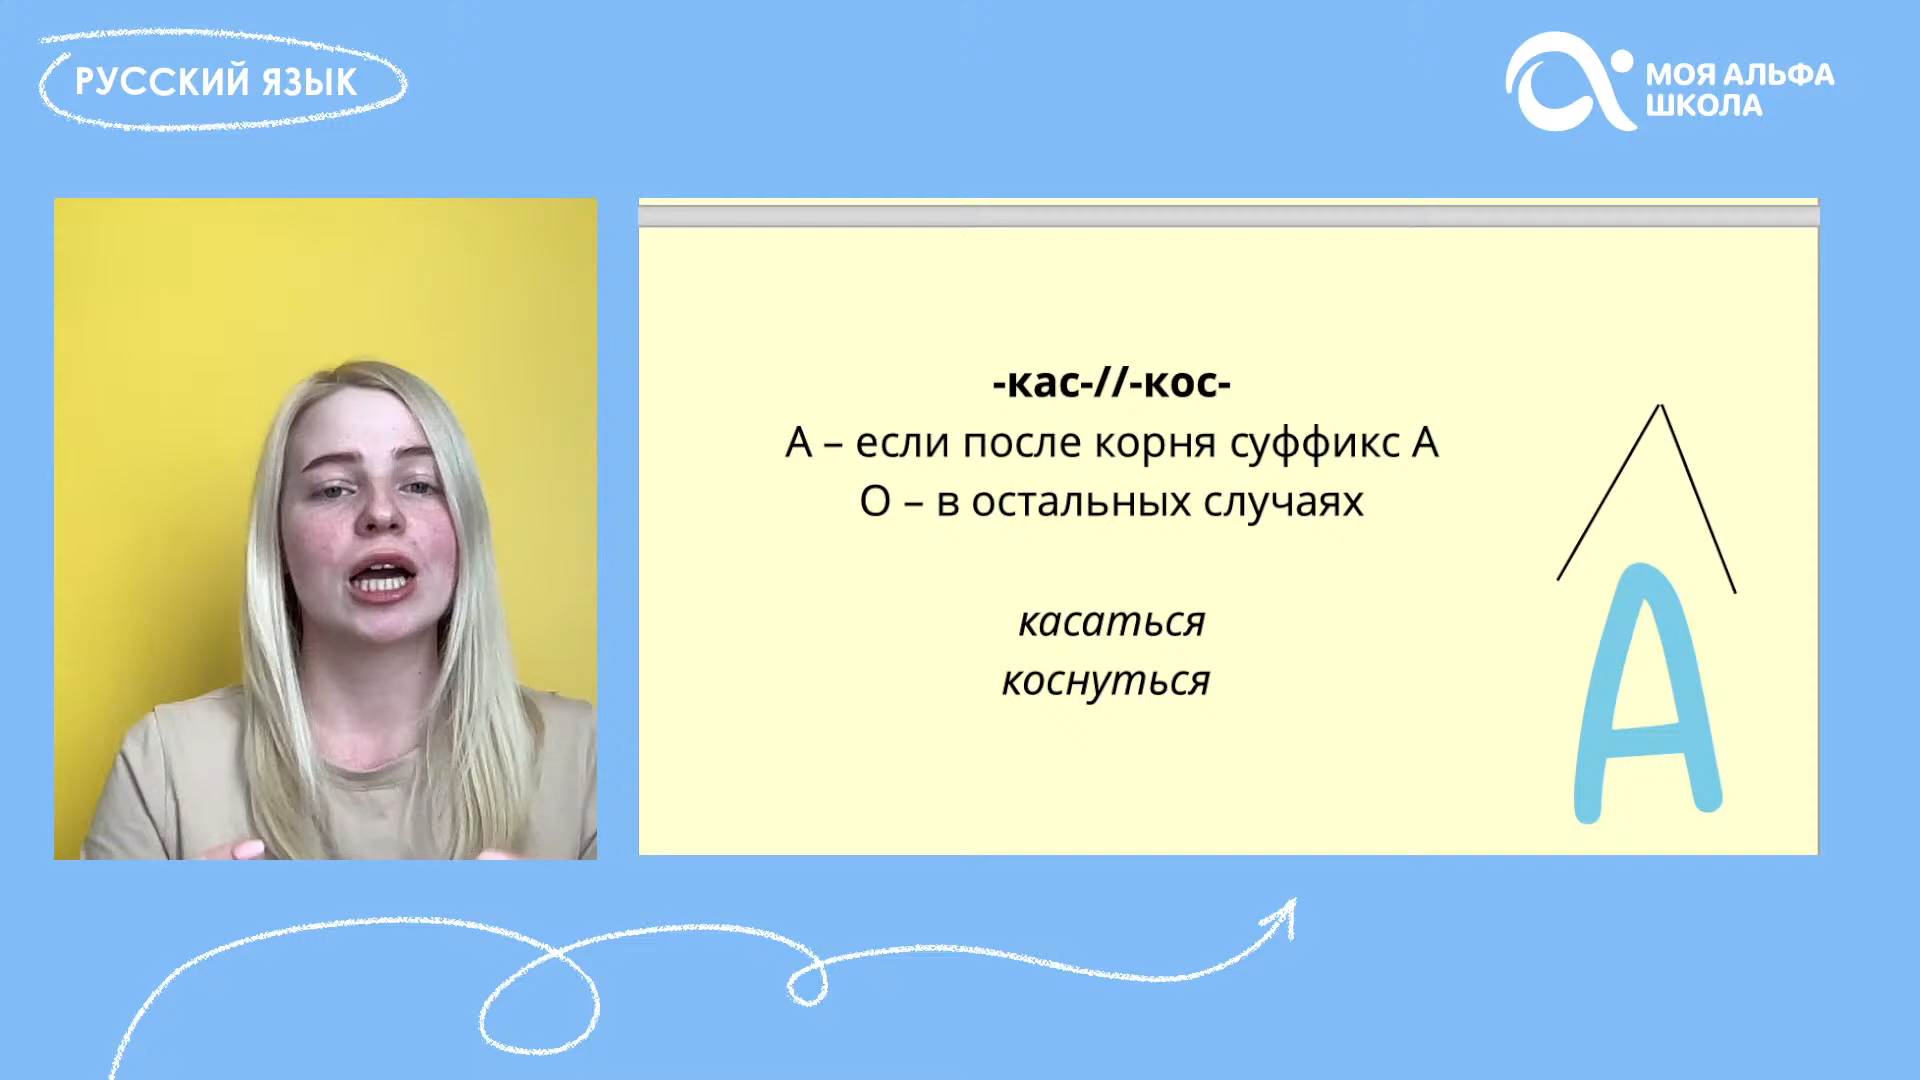 РУССКИЙ ЯЗЫК
МОЯ АЛЬФА
ШКОЛА
-кас-//-кос-
А – если после корня суффикс А
О – в остальных случаях
касаться
коснуться
А